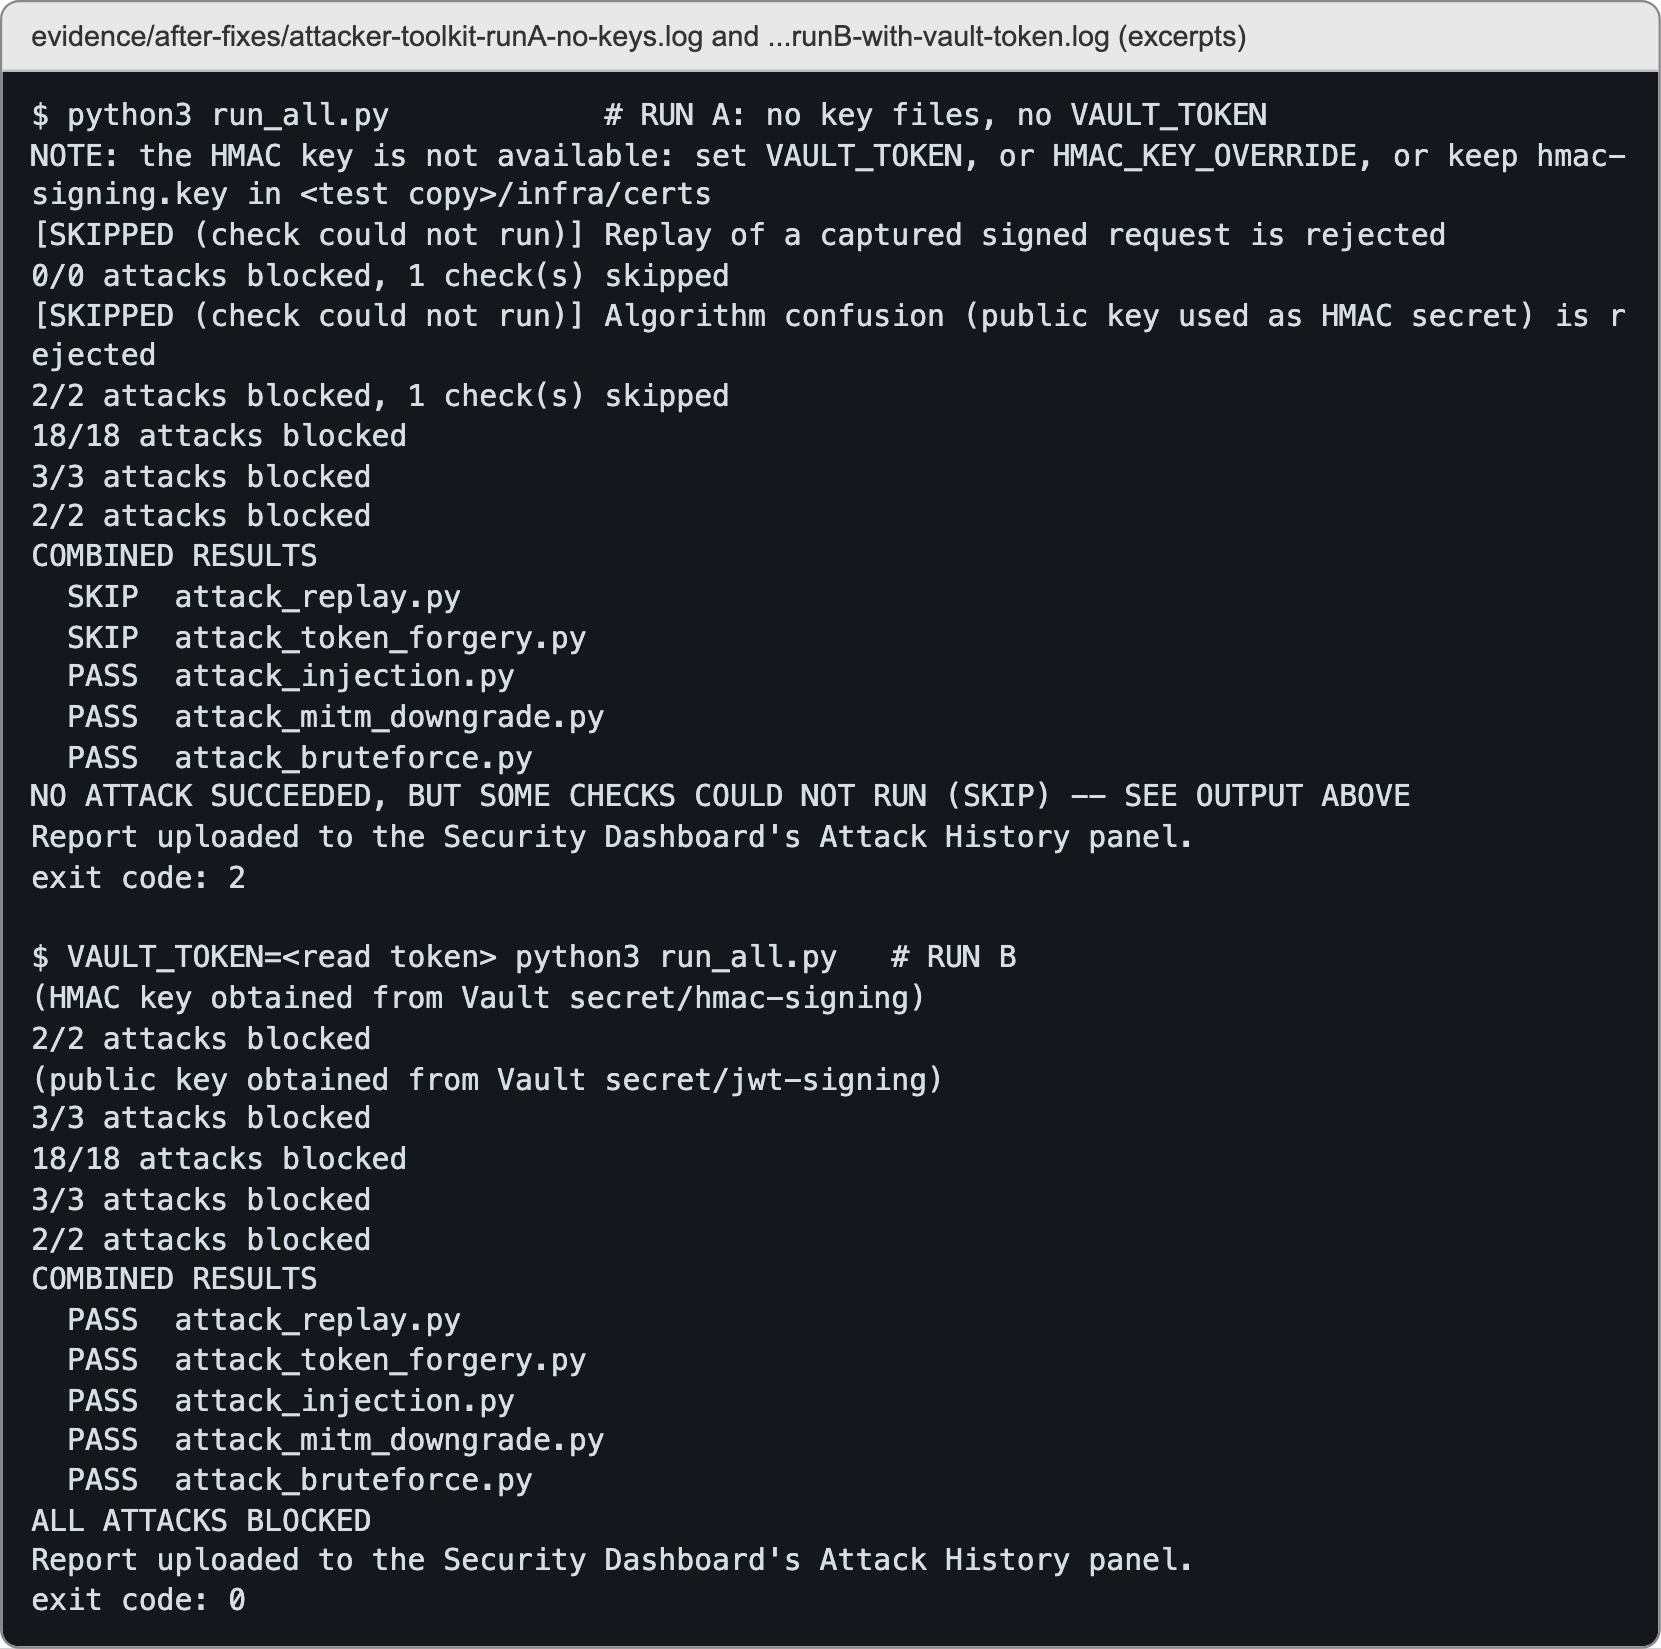 evidence/after-fixes/attacker-toolkit-runA-no-keys.log and ...runB-with-vault-token.log (excerpts)
$ python3 run_all.py            # RUN A: no key files, no VAULT_TOKEN
NOTE: the HMAC key is not available: set VAULT_TOKEN, or HMAC_KEY_OVERRIDE, or keep hmac-
signing.key in <test copy>/infra/certs
[SKIPPED (check could not run)] Replay of a captured signed request is rejected
0/0 attacks blocked, 1 check(s) skipped
[SKIPPED (check could not run)] Algorithm confusion (public key used as HMAC secret) is r
ejected
2/2 attacks blocked, 1 check(s) skipped
18/18 attacks blocked
3/3 attacks blocked
2/2 attacks blocked
COMBINED RESULTS
  SKIP  attack_replay.py
  SKIP  attack_token_forgery.py
  PASS  attack_injection.py
  PASS  attack_mitm_downgrade.py
  PASS  attack_bruteforce.py
NO ATTACK SUCCEEDED, BUT SOME CHECKS COULD NOT RUN (SKIP) -- SEE OUTPUT ABOVE
Report uploaded to the Security Dashboard's Attack History panel.
exit code: 2

$ VAULT_TOKEN=<read token> python3 run_all.py   # RUN B
(HMAC key obtained from Vault secret/hmac-signing)
2/2 attacks blocked
(public key obtained from Vault secret/jwt-signing)
3/3 attacks blocked
18/18 attacks blocked
3/3 attacks blocked
2/2 attacks blocked
COMBINED RESULTS
  PASS  attack_replay.py
  PASS  attack_token_forgery.py
  PASS  attack_injection.py
  PASS  attack_mitm_downgrade.py
  PASS  attack_bruteforce.py
ALL ATTACKS BLOCKED
Report uploaded to the Security Dashboard's Attack History panel.
exit code: 0